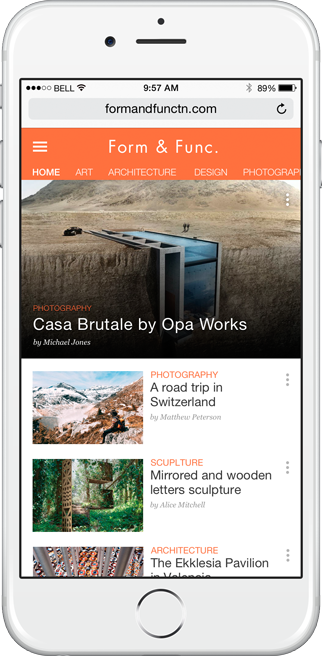 BELL 9:57 AM 89%
formandfunctn.com
Form & Func.
HOME ART ARCHITECTURE DESIGN PHOTOGRAPH
PHOTOGRAPHY
Casa Brutale by Opa Works
by Michael Jones
PHOTOGRAPHY
A road trip in
Switzerland
by Matthew Peterson
SCUPLTURE
Mirrored and wooden
letters sculpture
by Alice Mitchell
ARCHITECTURE
The Ekklesia Pavilion
in Valencia